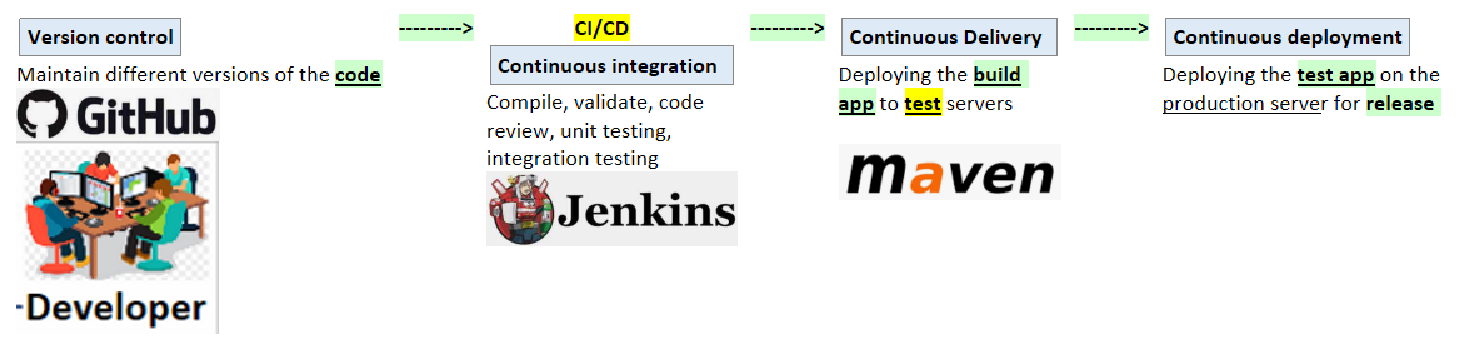 Version control
Maintain different versions of the code
GitHub
-Developer
--------->
CI/CD
Continuous integration
Compile, validate, code
review, unit testing,
integration testing
Jenkins
--------->
Continuous Delivery
Deploying the build
app to test servers
maven
--------->
Continuous deployment
Deploying the test app on the
production server for release